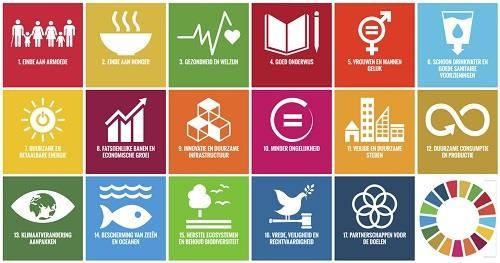 1. EINDE AAN ARMOEDE
2. EINDE AAN HONGER
3. GEZONDHEID EN WELZIJN
4. GOED ONDERWIJS
5. VROUWEN EN MANNEN
GELIJK
6. SCHOON DRINKWATER EN
GOEDE SANITAIRE
VOORZIENINGEN
7. DUURZAME EN
BETAALBARE ENERGIE
8. FATSOENLIJKE BANEN EN
ECONOMISCHE GROEI
9. INNOVATIE EN DUURZAME
INFRASTRUCTUUR
10. MINDER ONGELIJKHEID
11. VEILIGE EN DUURZAME
STEDEN
12. DUURZAME CONSUMPTIE
EN PRODUCTIE
13. KLIMAATVERANDERING
AANPAKKEN
14. BESCHERMING VAN ZEEËN
EN OCEANEN
15. HERSTEL ECOSYSTEMEN
EN BEHOUD BIODIVERSITEIT
16. VREDE, VEILIGHEID EN
RECHTVAARDIGHEID
17. PARTNERSCHAPPEN VOOR
DE DOELEN